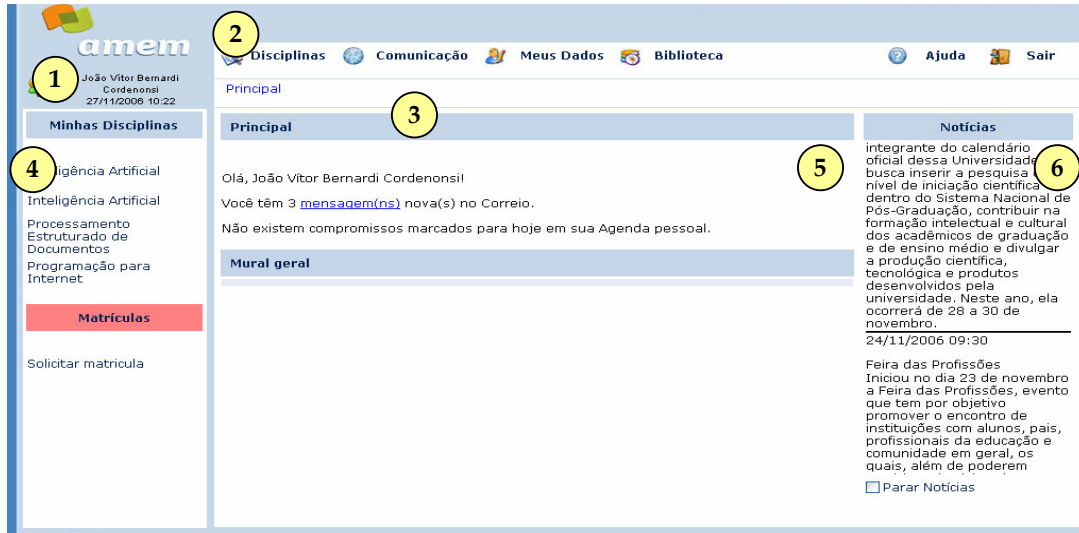 amem
2
Disciplinas Comunicação Meus Dados Biblioteca Ajuda Sair
1
João Vítor Bernardi
Cordenonsi
27/11/2006 10:22
Principal
3
Minhas Disciplinas
4
ligência Artificial
Inteligência Artificial
Processamento
Estruturado de
Documentos
Programação para
Internet
Matrículas
Solicitar matricula
Principal
5
Olá, João Vítor Bernardi Cordenonsi!
Você têm 3 mensagem(ns) nova(s) no Correio.
Não existem compromissos marcados para hoje em sua Agenda pessoal.
Mural geral
Notícias
6
integrante do calendário
oficial dessa Universidade
busca inserir a pesquisa
nível de iniciação científica
dentro do Sistema Nacional de
Pós-Graduação, contribuir na
formação intelectual e cultural
dos acadêmicos de graduação
e de ensino médio e divulgar
a produção científica,
tecnológica e produtos
desenvolvidos pela
universidade. Neste ano, ela
ocorrerá de 28 a 30 de
novembro.
24/11/2006 09:30
Feira das Profissões
Iniciou no dia 23 de novembro
a Feira das Profissões, evento
que tem por objetivo
promover o encontro de
instituições com alunos, pais,
profissionais da educação e
comunidade em geral, os
quais, além de poderem
Parar Notícias